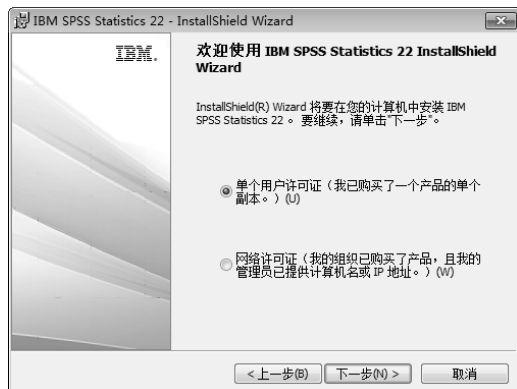 IBM SPSS Statistics 22 - InstallShield Wizard
IBM.
欢迎使用 IBM SPSS Statistics 22 InstallShield
Wizard
InstallShield(R) Wizard 将要在您的计算机中安装 IBM
SPSS Statistics 22 。 要继续，请单击"下一步"。
单个用户许可证（我已购买了一个产品的单个
副本。）(U)
网络许可证（我的组织已购买了产品，且我的
管理员已提供计算机名或 IP 地址。）(W)
<上一步(B)
下一步(N) >
取消